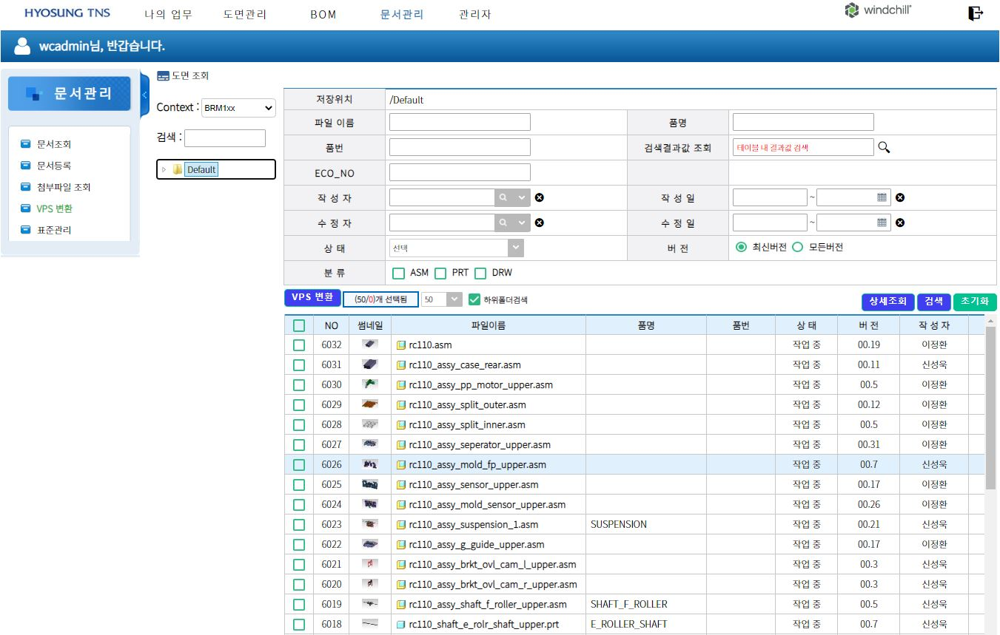 HYOSUNG TNS 나의 업무 도면관리 BOM 문서관리 관리자 windchill
wcadmin님, 반갑습니다.
문서관리
문서조회
문서등록
첨부파일 조회
VPS 변환
표준관리
도면 조회
Context : BRM1xx
검색 :
Default
저장위치 /Default
파일 이름 품명
품번 검색결과값 조회 테이블 내 결과값 검색
ECO_NO
작 성 자 작 성 일 ~
수 정 자 수 정 일 ~
상 태 선택 버 전 최신버전 모든버전
분 류 ASM PRT DRW
VPS 변환 (50/0)개 선택됨 50 하위폴더검색 상세조회 검색 초기화
NO 썸네일 파일이름 품명 품번 상 태 버 전 작 성 자
6032 rc110.asm 작업 중 00.19 이정환
6031 rc110_assy_case_rear.asm 작업 중 00.11 신성욱
6030 rc110_assy_pp_motor_upper.asm 작업 중 00.5 이정환
6029 rc110_assy_split_outer.asm 작업 중 00.12 이정환
6028 rc110_assy_split_inner.asm 작업 중 00.5 이정환
6027 rc110_assy_seperator_upper.asm 작업 중 00.31 이정환
6026 rc110_assy_mold_fp_upper.asm 작업 중 00.7 신성욱
6025 rc110_assy_sensor_upper.asm 작업 중 00.17 이정환
6024 rc110_assy_mold_sensor_upper.asm 작업 중 00.26 이정환
6023 rc110_assy_suspension_1.asm SUSPENSION 작업 중 00.21 신성욱
6022 rc110_assy_g_guide_upper.asm 작업 중 00.17 이정환
6021 rc110_assy_brkt_ovl_cam_l_upper.asm 작업 중 00.3 신성욱
6020 rc110_assy_brkt_ovl_cam_r_upper.asm 작업 중 00.3 신성욱
6019 rc110_assy_shaft_f_roller_upper.asm SHAFT_F_ROLLER 작업 중 00.5 신성욱
6018 rc110_shaft_e_rolr_shaft_upper.prt E_ROLLER_SHAFT 작업 중 00.7 신성욱